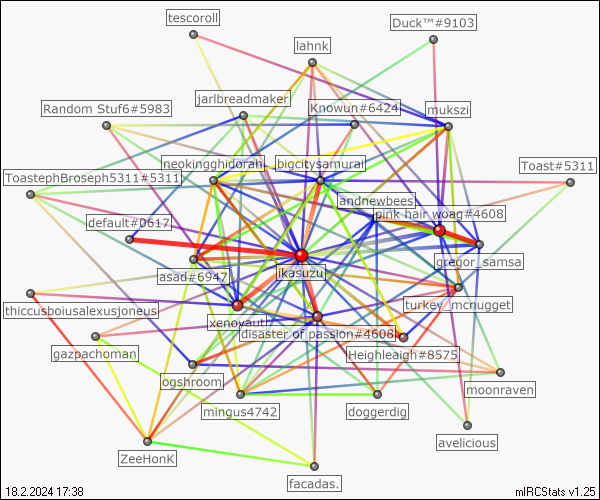 tescoroll
Duck™#9103
lahnk
jarlbreadmaker
Knowun#6424
Random Stuf6#5983
mukszi
neokingghidorah.
bigcitysamurai
Toast#5311
ToastephBroseph5311#5311
andnewbees
pink hair woag#4608
default#0617
gregor_samsa
asad#6947
ikasuzu
turkey_mcnugget
thiccusboiusalexusjoneus
xenovauti
disaster of passion#4608
gazpachoman
Heighleaigh#8575
ogshroom
moonraven
mingus4742
doggerdig
avelicious
ZeeHonK
facadas.
18.2.2024 17:38
mIRCStats v1.25